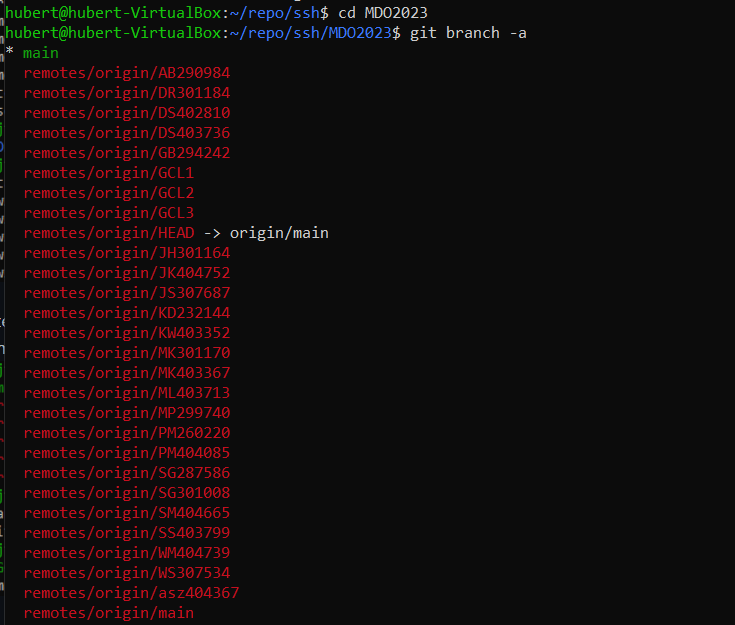 hubert@hubert-VirtualBox:~/repo/ssh$ cd MDO2023
hubert@hubert-VirtualBox:~/repo/ssh/MDO2023$ git branch -a
* main
remotes/origin/AB290984
remotes/origin/DR301184
remotes/origin/DS402810
remotes/origin/DS403736
remotes/origin/GB294242
remotes/origin/GCL1
remotes/origin/GCL2
remotes/origin/GCL3
remotes/origin/HEAD -> origin/main
remotes/origin/JH301164
remotes/origin/JK404752
remotes/origin/JS307687
remotes/origin/KD232144
remotes/origin/KW403352
remotes/origin/MK301170
remotes/origin/MK403367
remotes/origin/ML403713
remotes/origin/MP299740
remotes/origin/PM260220
remotes/origin/PM404085
remotes/origin/SG287586
remotes/origin/SG301008
remotes/origin/SM404665
remotes/origin/SS403799
remotes/origin/WM404739
remotes/origin/WS307534
remotes/origin/asz404367
remotes/origin/main